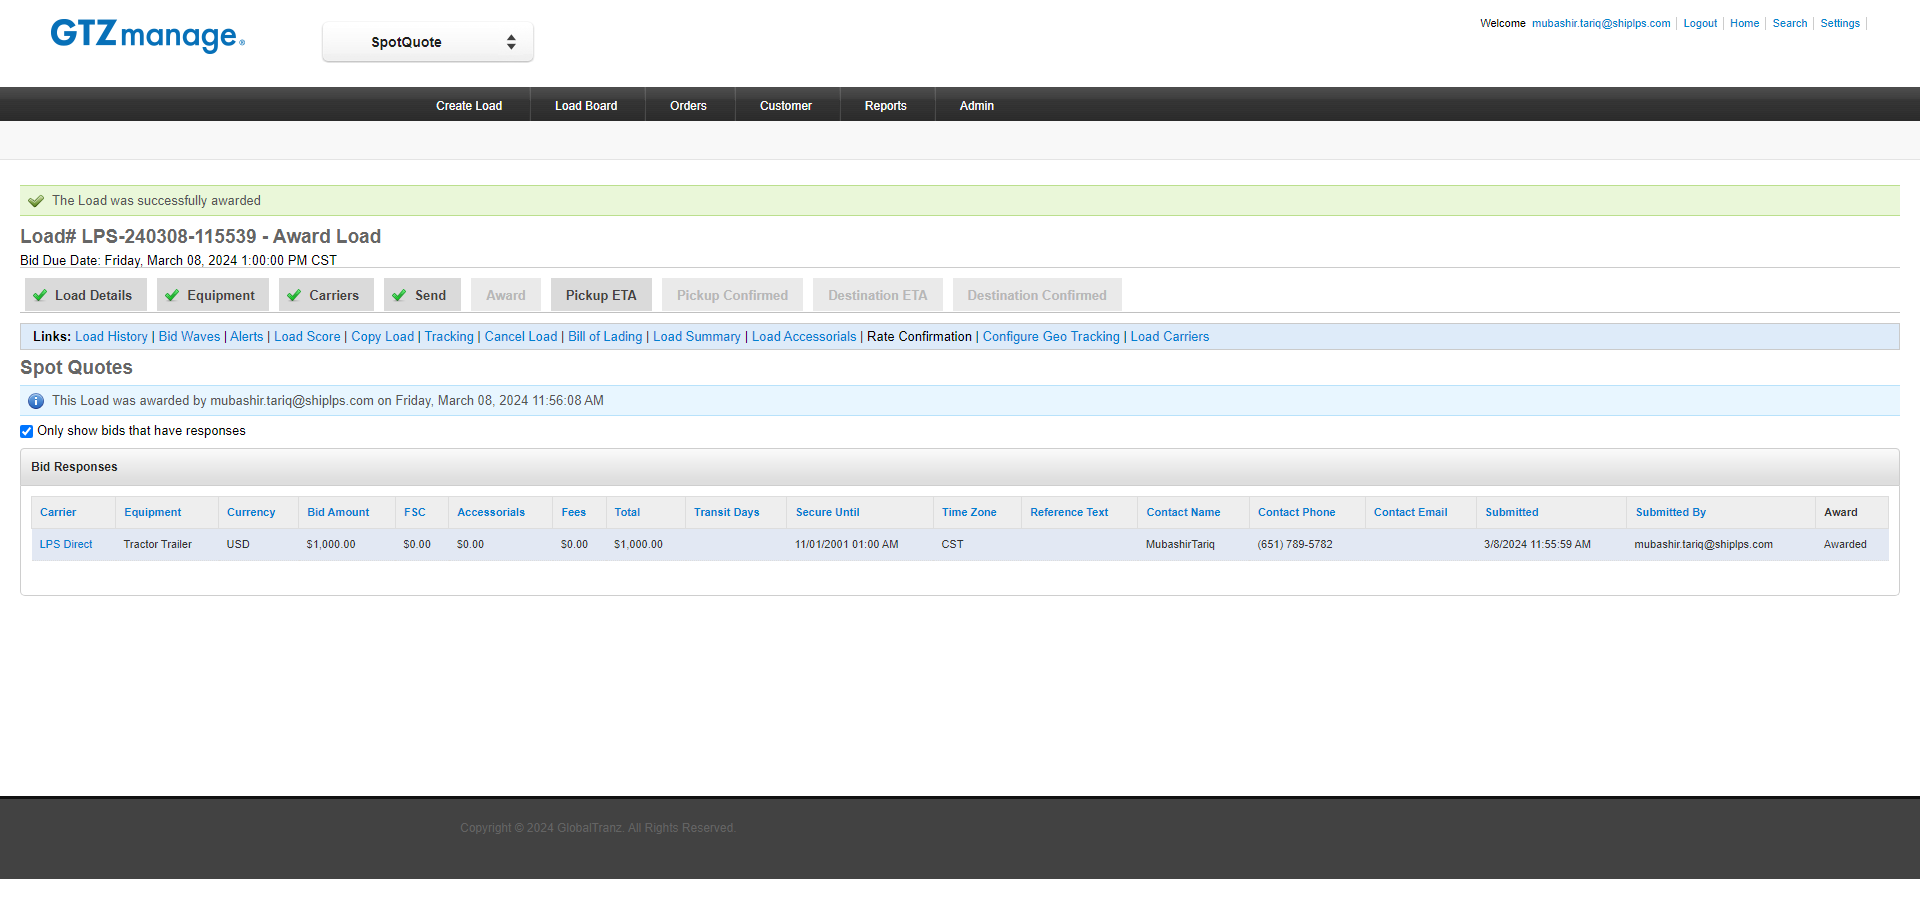 GTZmanage®
SpotQuote
Welcome mubashir.tariq@shiplps.com Logout Home Search Settings
Create Load Load Board Orders Customer Reports Admin
The Load was successfully awarded
Load# LPS-240308-115539 - Award Load
Bid Due Date: Friday, March 08, 2024 1:00:00 PM CST
Load Details Equipment Carriers Send Award Pickup ETA Pickup Confirmed Destination ETA Destination Confirmed
Links: Load History | Bid Waves | Alerts | Load Score | Copy Load | Tracking | Cancel Load | Bill of Lading | Load Summary | Load Accessorials | Rate Confirmation | Configure Geo Tracking | Load Carriers
Spot Quotes
This Load was awarded by mubashir.tariq@shiplps.com on Friday, March 08, 2024 11:56:08 AM
Only show bids that have responses
Bid Responses
Carrier Equipment Currency Bid Amount FSC Accessorials Fees Total Transit Days Secure Until Time Zone Reference Text Contact Name Contact Phone Contact Email Submitted Submitted By Award
LPS Direct Tractor Trailer USD $1,000.00 $0.00 $0.00 $0.00 $1,000.00 11/01/2001 01:00 AM CST MubashirTariq (651) 789-5782 3/8/2024 11:55:59 AM mubashir.tariq@shiplps.com Awarded
Copyright © 2024 GlobalTranz. All Rights Reserved.